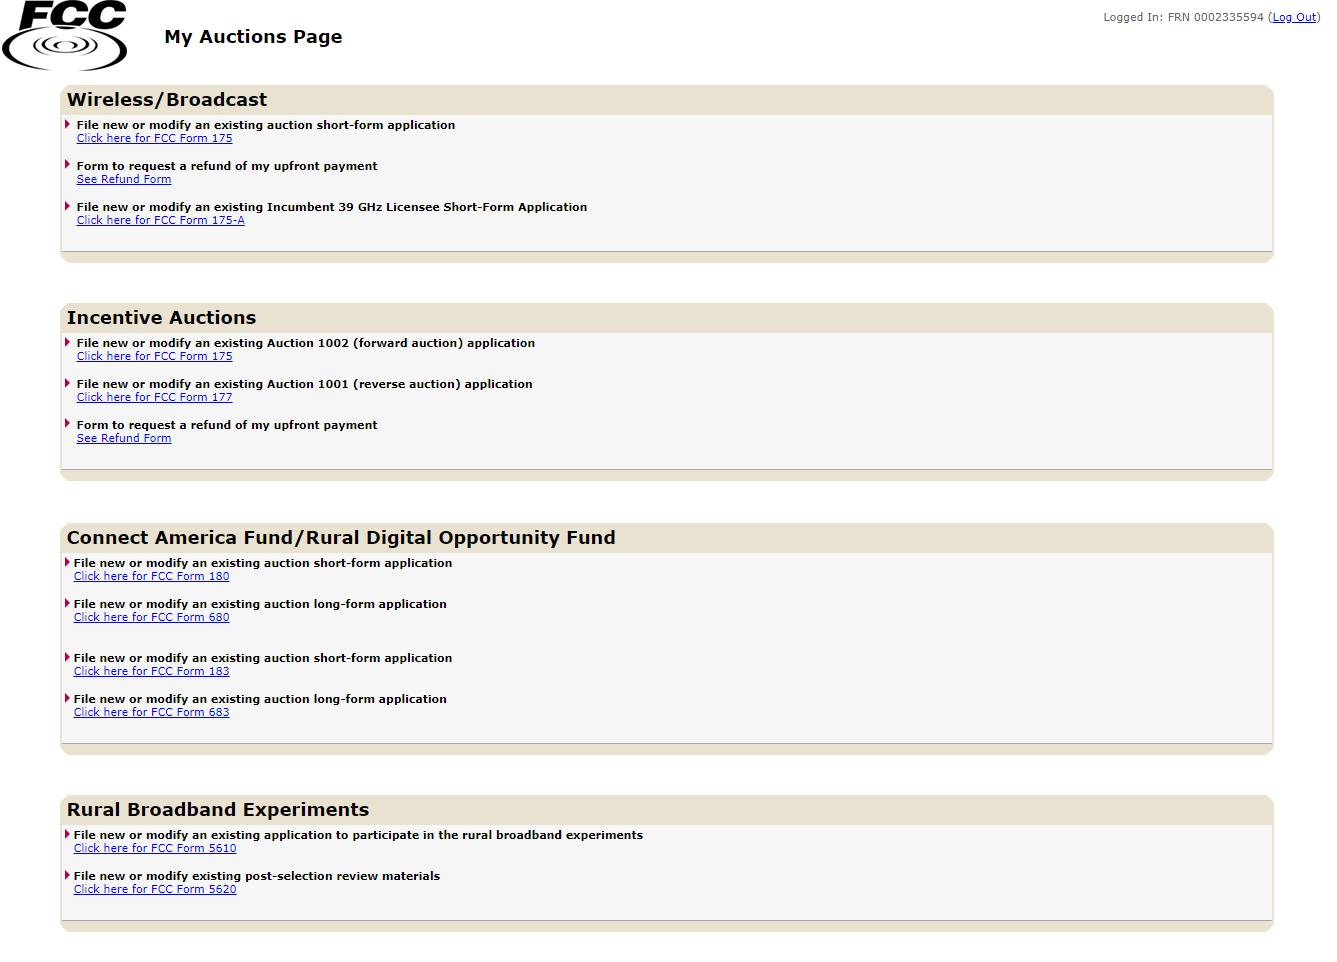 FCC
My Auctions Page
Logged In: FRN 0002335594 (Log Out)
Wireless/Broadcast
File new or modify an existing auction short-form application
Click here for FCC Form 175
Form to request a refund of my upfront payment
See Refund Form
File new or modify an existing Incumbent 39 GHz Licensee Short-Form Application
Click here for FCC Form 175-A
Incentive Auctions
File new or modify an existing Auction 1002 (forward auction) application
Click here for FCC Form 175
File new or modify an existing Auction 1001 (reverse auction) application
Click here for FCC Form 177
Form to request a refund of my upfront payment
See Refund Form
Connect America Fund/Rural Digital Opportunity Fund
File new or modify an existing auction short-form application
Click here for FCC Form 180
File new or modify an existing auction long-form application
Click here for FCC Form 680
File new or modify an existing auction short-form application
Click here for FCC Form 183
File new or modify an existing auction long-form application
Click here for FCC Form 683
Rural Broadband Experiments
File new or modify an existing application to participate in the rural broadband experiments
Click here for FCC Form 5610
File new or modify existing post-selection review materials
Click here for FCC Form 5620